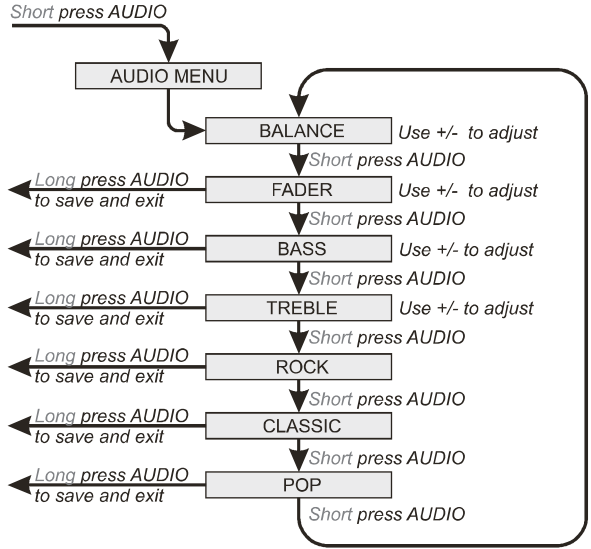 Short press AUDIO
AUDIO MENU
BALANCE Use +/- to adjust
Short press AUDIO
Long press AUDIO
to save and exit
FADER Use +/- to adjust
Short press AUDIO
Long press AUDIO
to save and exit
BASS Use +/- to adjust
Short press AUDIO
Long press AUDIO
to save and exit
TREBLE Use +/- to adjust
Short press AUDIO
Long press AUDIO
to save and exit
ROCK
Short press AUDIO
Long press AUDIO
to save and exit
CLASSIC
Short press AUDIO
Long press AUDIO
to save and exit
POP
Short press AUDIO